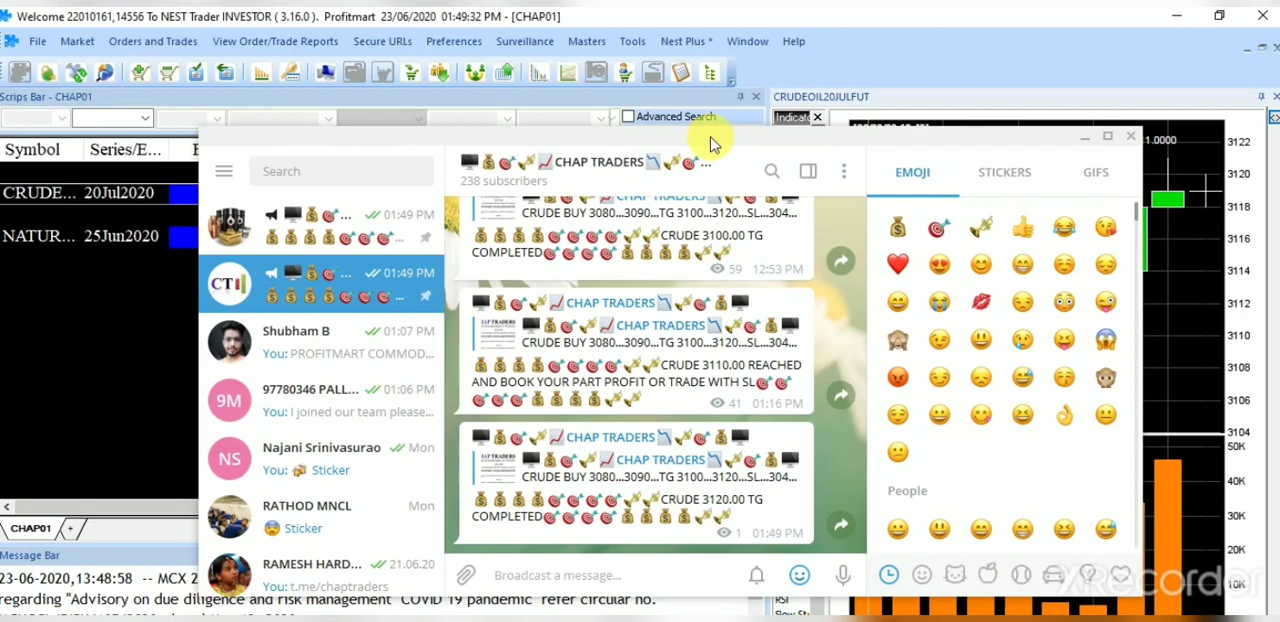 Welcome 22010161,14556 To NEST Trader INVESTOR ( 3.16.0 ). Profitmart 23/06/2020 01:49:32 PM - [CHAP01]
File Market Orders and Trades View Order/Trade Reports Secure URLs Preferences Surveillance Masters Tools Nest Plus * Window Help
Scrips Bar - CHAP01
CRUDEOIL20JULFUT
Advanced Search
Indicato
Symbol Series/E...
CRUDE... 20Jul2020
NATUR... 25Jun2020
CHAP01
+
Message Bar
23-06-2020,13:48:58 -- MCX 2
regarding "Advisory on due diligence and risk management COVID 19 pandemic" refer circular no.
Search
01:49 PM
01:49 PM
CTI
Shubham B 01:07 PM
You: PROFITMART COMMOD...
9M
97780346 PALL... 01:06 PM
You: I joined our team please...
NS
Najani Srinivasurao Mon
You: Sticker
RATHOD MNCL Mon
Sticker
RAMESH HARD... 21.06.20
You: t.me/chaptraders
CHAP TRADERS ...
238 subscribers
CRUDE BUY 3080...3090...TG 3100...3120...SL...304...
CRUDE 3100.00 TG
COMPLETED
59 12:53 PM
CHAP TRADERS
CHAP TRADERS
CRUDE BUY 3080...3090...TG 3100...3120...SL...304...
CRUDE 3110.00 REACHED
AND BOOK YOUR PART PROFIT OR TRADE WITH SL
41 01:16 PM
CHAP TRADERS
CHAP TRADERS
CRUDE BUY 3080...3090...TG 3100...3120...SL...304...
CRUDE 3120.00 TG
COMPLETED
1 01:49 PM
Broadcast a message...
EMOJI STICKERS GIFS
People
1.0000
3122
3120
3118
3116
3114
3112
3110
3108
3106
3104
50K
40K
30K
20K
10K
RSI
XRecorder